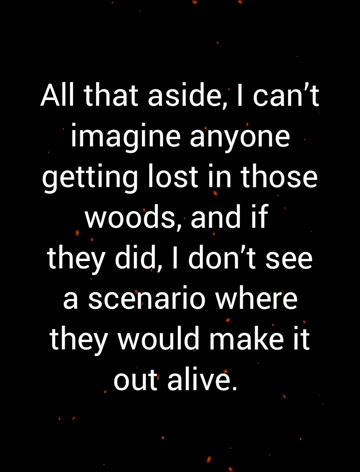 All that aside, I can’t
imagine anyone
getting lost in those
woods, and if
they did, I don’t see
a scenario where
they would make it
out alive.